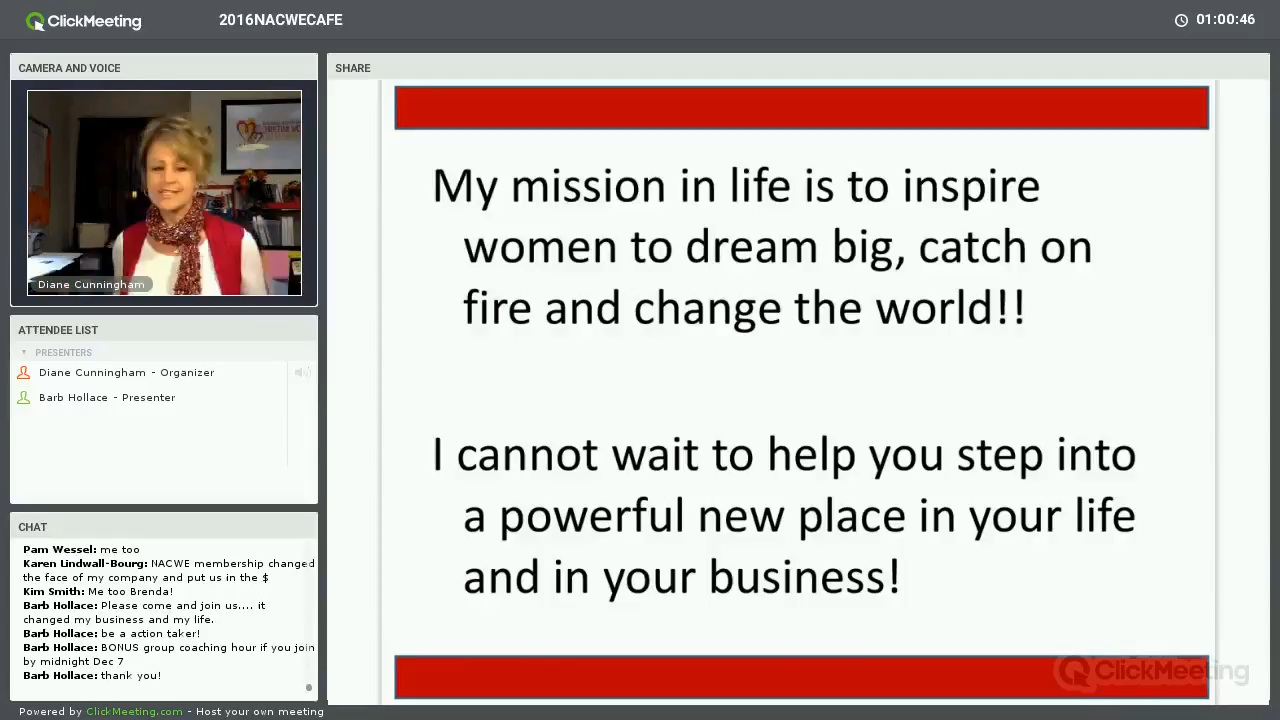 ClickMeeting
2016NACWECAFE
01:00:46
CAMERA AND VOICE
Diane Cunningham
ATTENDEE LIST
PRESENTERS
Diane Cunningham - Organizer
Barb Hollace - Presenter
CHAT
Pam Wessel: me too
Karen Lindwall-Bourg: NACWE membership changed
the face of my company and put us in the $
Kim Smith: Me too Brenda!
Barb Hollace: Please come and join us.... it
changed my business and my life.
Barb Hollace: be a action taker!
Barb Hollace: BONUS group coaching hour if you join
by midnight Dec 7
Barb Hollace: thank you!
Powered by ClickMeeting.com - Host your own meeting
SHARE
My mission in life is to inspire
women to dream big, catch on
fire and change the world!!
I cannot wait to help you step into
a powerful new place in your life
and in your business!
ClickMeeting